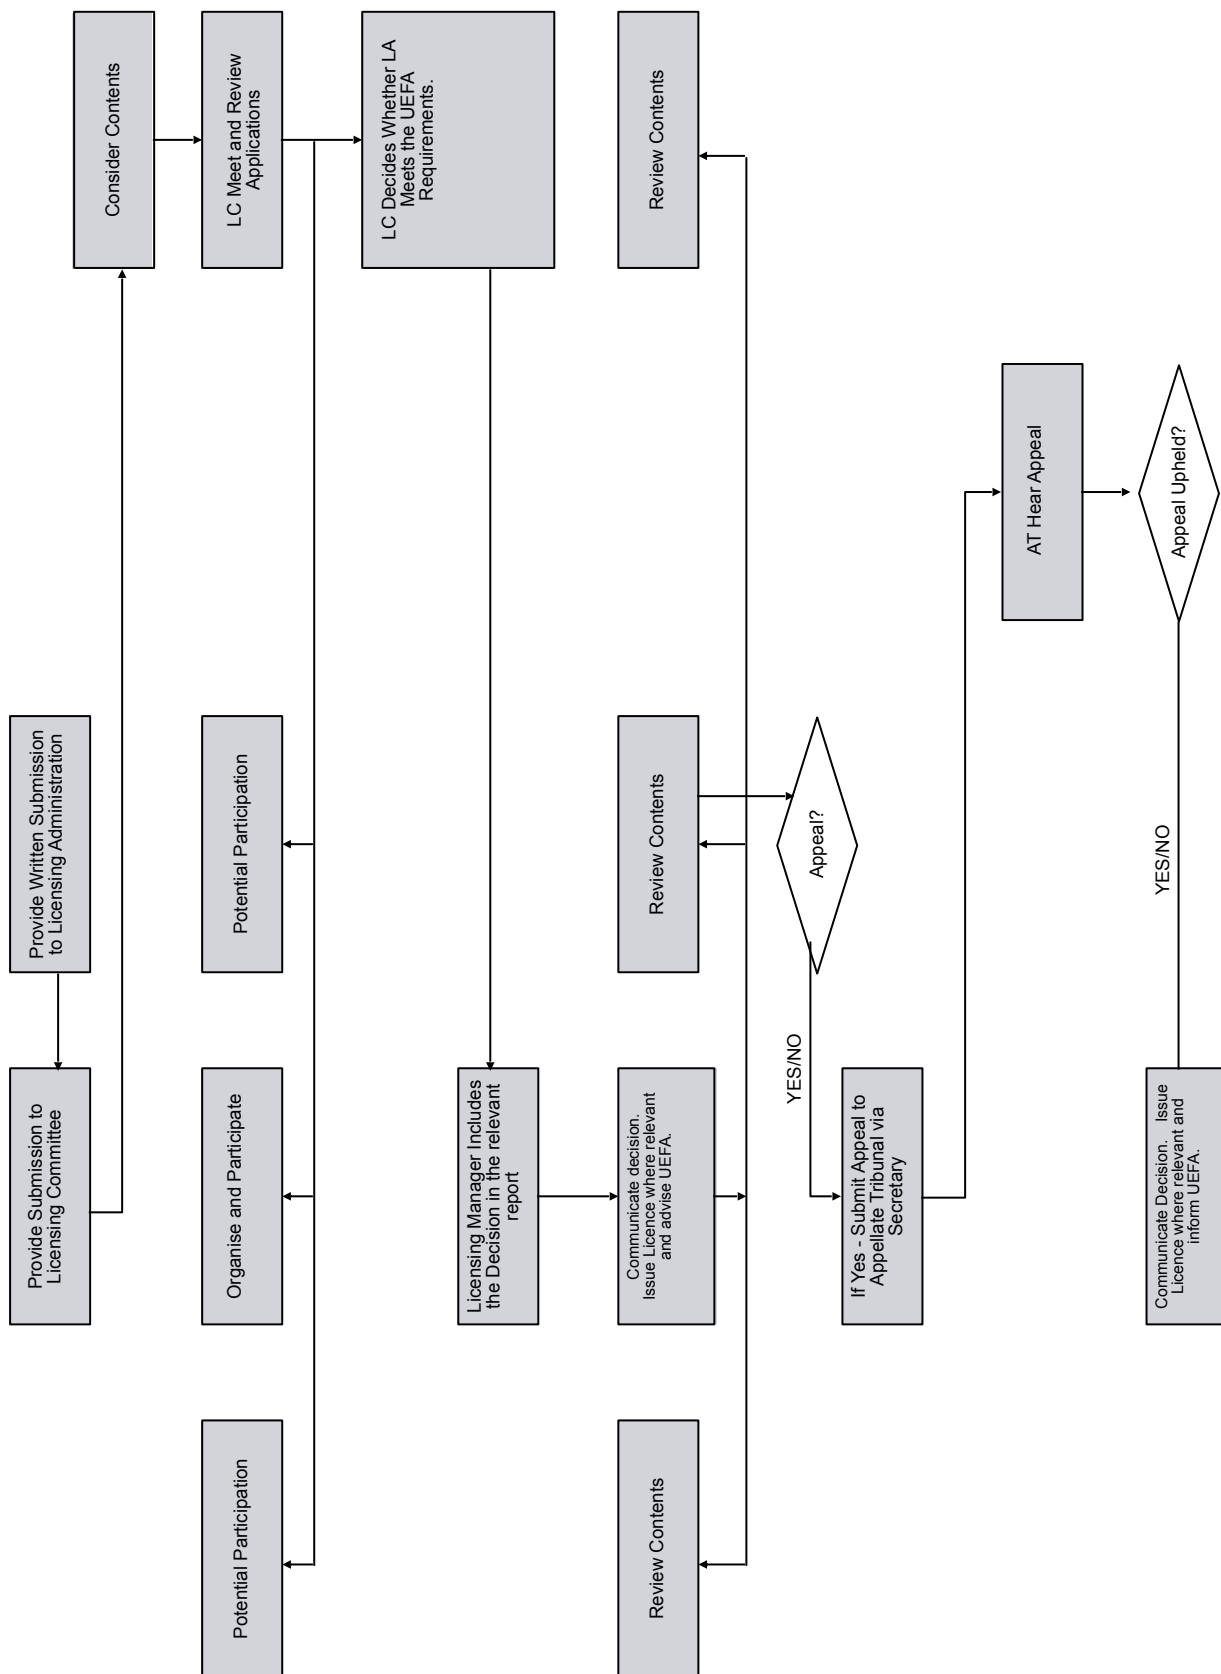 Provide Submission to
Licensing Committee
Provide Written Submission
to Licensing Administration
Consider Contents
Potential Participation
Organise and Participate
Potential Participation
LC Meet and Review
Applications
LC Decides Whether LA
Meets the UEFA
Requirements.
Licensing Manager Includes
the Decision in the relevant
report
Review Contents
Communicate decision.
Issue Licence where relevant
and advise UEFA.
Review Contents
Review Contents
YES/NO
Appeal?
If Yes - Submit Appeal to
Appellate Tribunal via
Secretary
AT Hear Appeal
Communicate Decision. Issue
Licence where relevant and
inform UEFA.
YES/NO
Appeal Upheld?